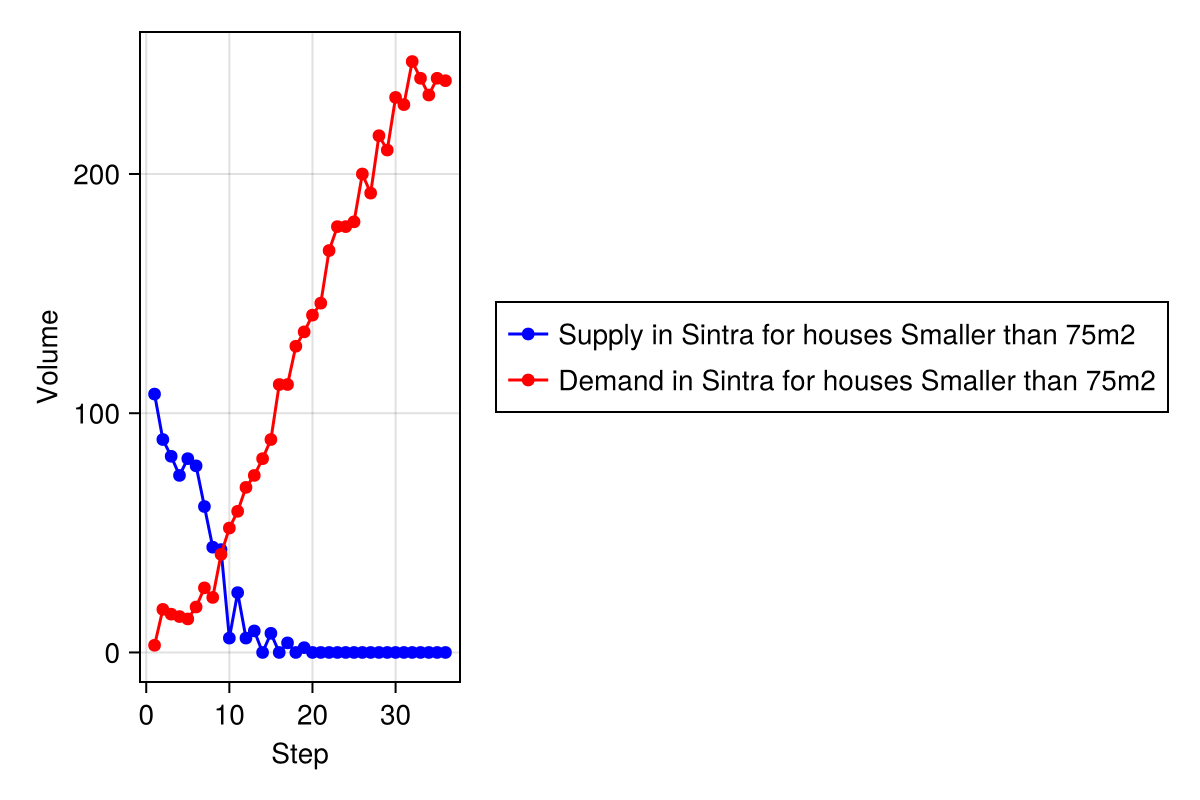 200
100
0
Volume
0 10 20 30
Step
Supply in Sintra for houses Smaller than 75m2
Demand in Sintra for houses Smaller than 75m2